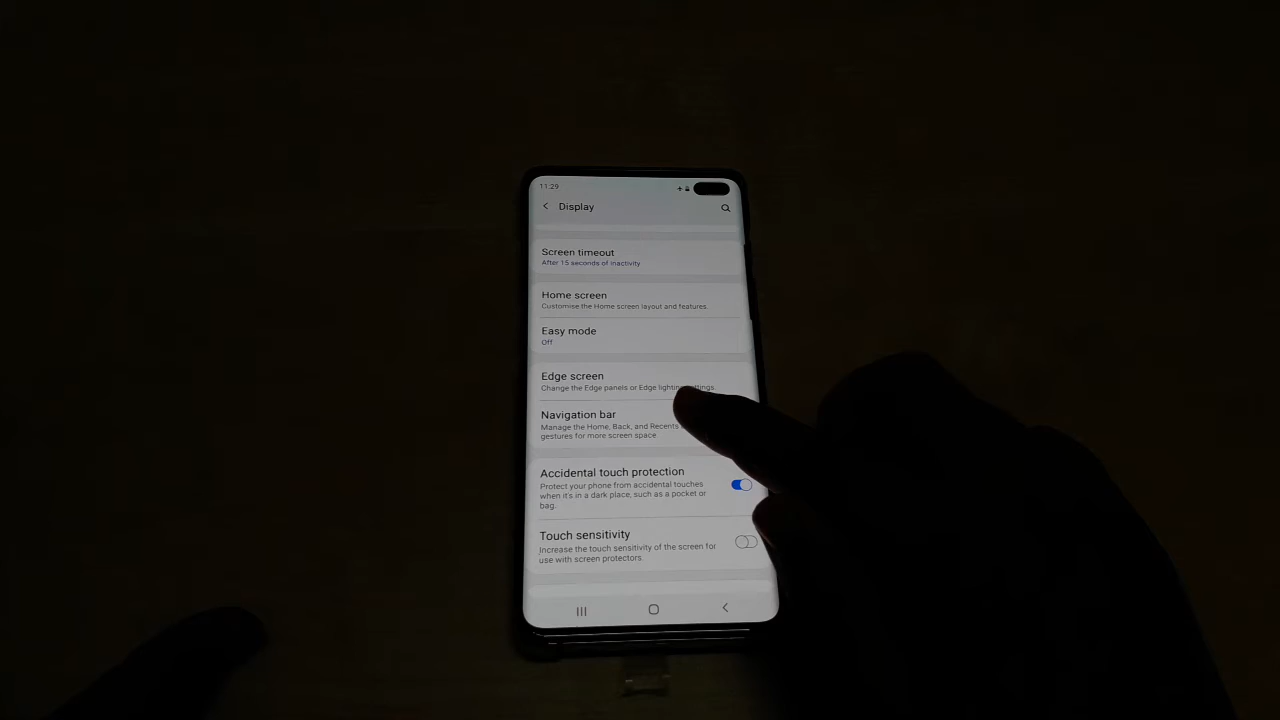 11:29
Display
Screen timeout
After 15 seconds of inactivity
Home screen
Customise the Home screen layout and features.
Easy mode
Off
Edge screen
Change the Edge panels or Edge lighting settings.
Navigation bar
Manage the Home, Back, and Recents
gestures for more screen space
Accidental touch protection
Protect your phone from accidental touches
when it's in a dark place, such as a pocket or
bag.
Touch sensitivity
Increase the touch sensitivity of the screen for
use with screen protectors.